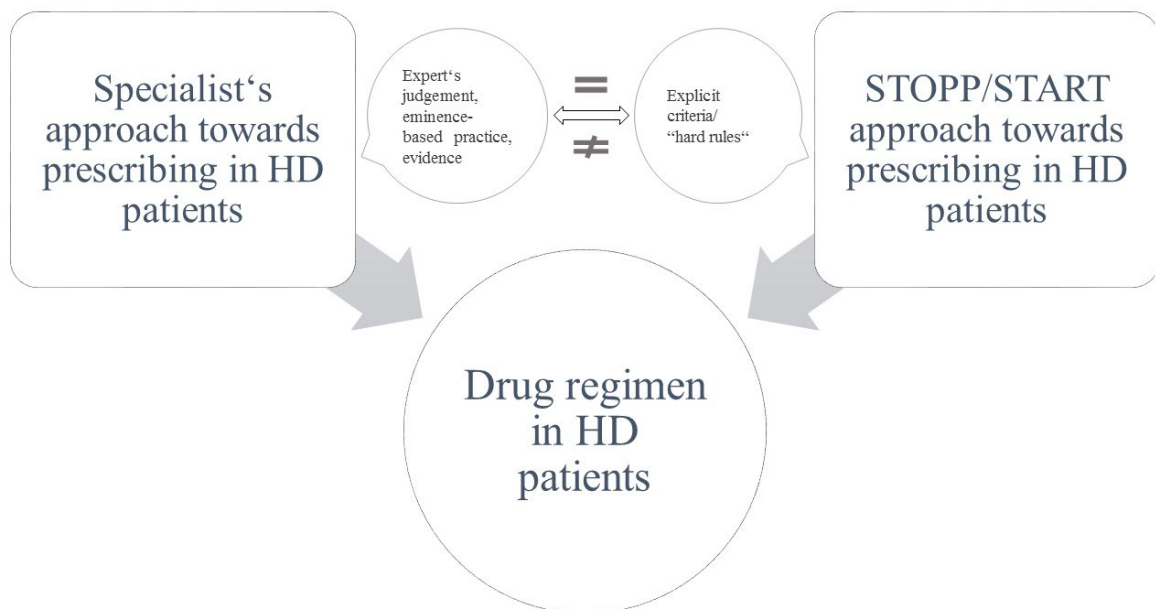 Specialist‘s
approach towards
prescribing in HD
patients
Expert‘s
judgement,
eminence-
based practice,
evidence
=
≠
Explicit
criteria/
“hard rules“
STOPP/START
approach towards
prescribing in HD
patients
Drug regimen
in HD
patients